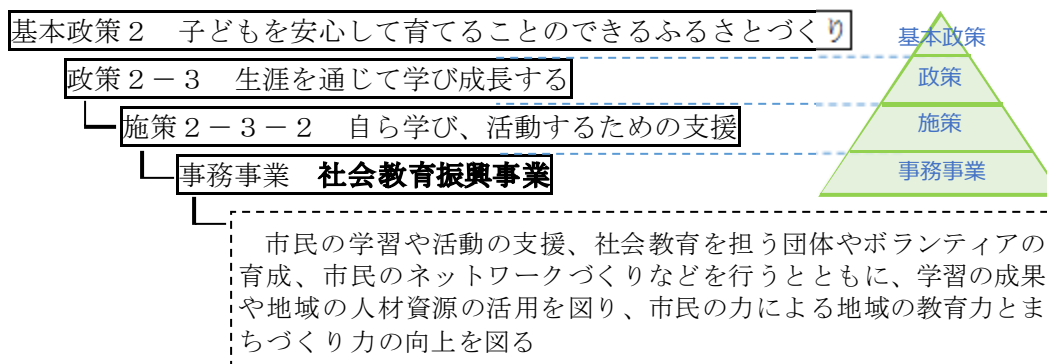 基本政策２　子どもを安心して育てることのできるふるさとづくり
基本政策
政策２－３　生涯を通じて学び成長する
政策
施策２－３－２　自ら学び、活動するための支援
施策
事務事業　社会教育振興事業
事務事業
市民の学習や活動の支援、社会教育を担う団体やボランティアの
育成、市民のネットワークづくりなどを行うとともに、学習の成果
や地域の人材資源の活用を図り、市民の力による地域の教育力とま
ちづくり力の向上を図る